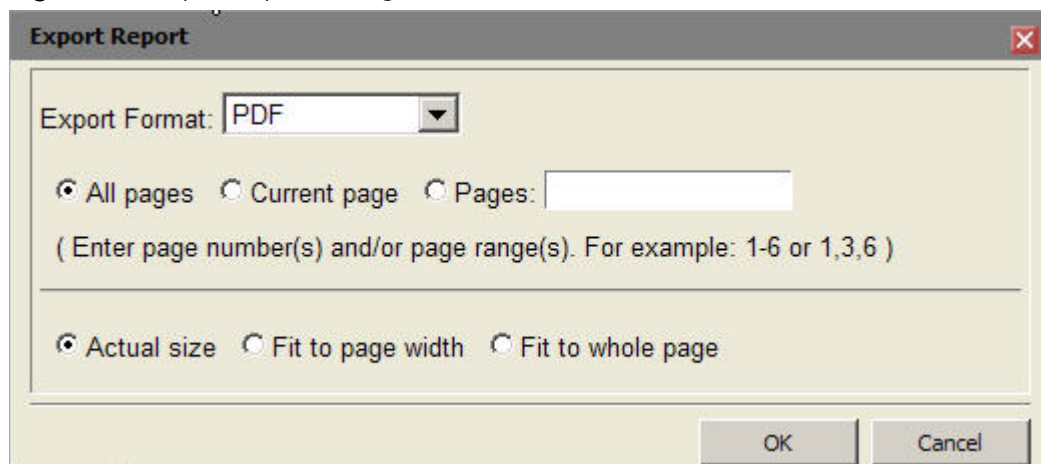 Export Report
Export Format: PDF
All pages Current page Pages:
( Enter page number(s) and/or page range(s). For example: 1-6 or 1,3,6 )
Actual size Fit to page width Fit to whole page
OK Cancel